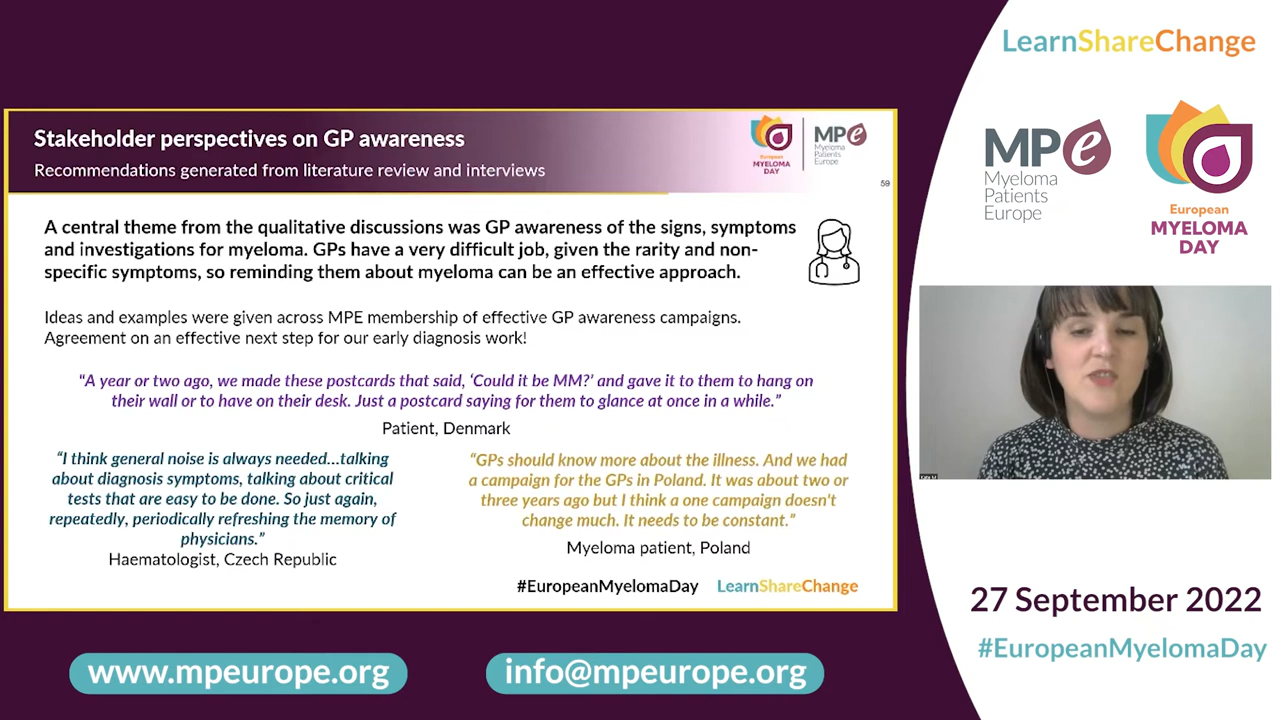 LearnShareChange
Stakeholder perspectives on GP awareness
Recommendations generated from literature review and interviews
European
MYELOMA
DAY
MPe
Myeloma
Patients
Europe
59
A central theme from the qualitative discussions was GP awareness of the signs, symptoms
and investigations for myeloma. GPs have a very difficult job, given the rarity and non-
specific symptoms, so reminding them about myeloma can be an effective approach.
Ideas and examples were given across MPE membership of effective GP awareness campaigns.
Agreement on an effective next step for our early diagnosis work!
“A year or two ago, we made these postcards that said, ‘Could it be MM?’ and gave it to them to hang on
their wall or to have on their desk. Just a postcard saying for them to glance at once in a while.”
Patient, Denmark
“I think general noise is always needed...talking
about diagnosis symptoms, talking about critical
tests that are easy to be done. So just again,
repeatedly, periodically refreshing the memory of
physicians.”
Haematologist, Czech Republic
“GPs should know more about the illness. And we had
a campaign for the GPs in Poland. It was about two or
three years ago but I think a one campaign doesn't
change much. It needs to be constant.”
Myeloma patient, Poland
#EuropeanMyelomaDay
LearnShareChange
MPe
Myeloma
Patients
Europe
European
MYELOMA
DAY
27 September 2022
#EuropeanMyelomaDay
www.mpeurope.org
info@mpeurope.org